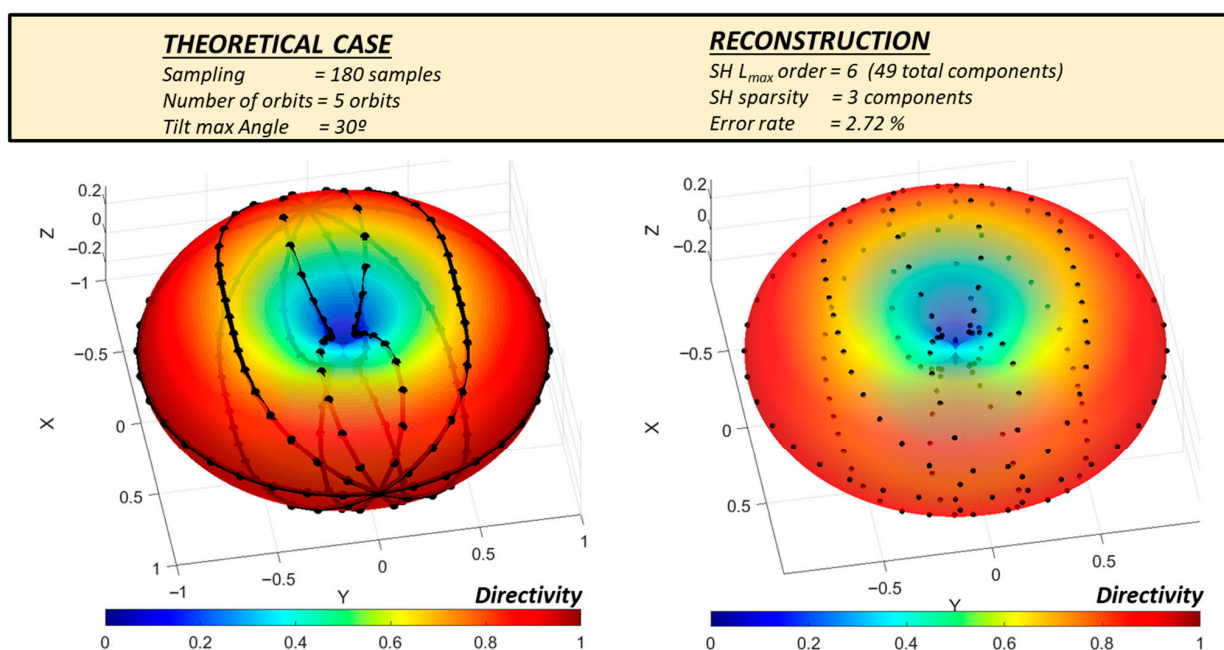 THEORETICAL CASE
Sampling = 180 samples
Number of orbits = 5 orbits
Tilt max Angle = 30º
RECONSTRUCTION
SH Lmax order = 6 (49 total components)
SH sparsity = 3 components
Error rate = 2.72 %
0.2
0
−0.2
Z
−1
−0.5
X
0
0.5
1
−1
−0.5
0
0.5
1
Y
Directivity
0 0.2 0.4 0.6 0.8 1
0.2
0
−0.2
Z
−0.5
X
0
0.5
−0.5
0
0.5
Y
Directivity
0 0.2 0.4 0.6 0.8 1